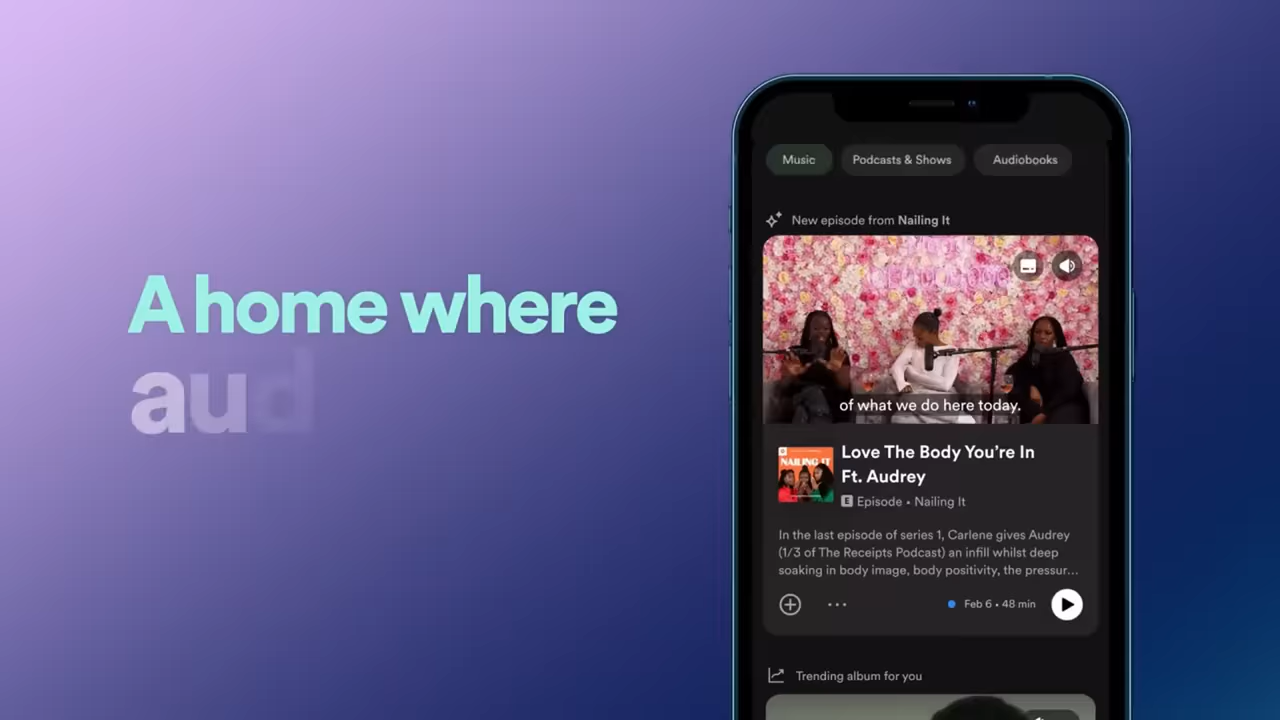 A home where
aud
Music
Podcasts & Shows
Audiobooks
New episode from Nailing It
of what we do here today.
NAILING IT
Love The Body You’re In
Ft. Audrey
E Episode • Nailing It
In the last episode of series 1, Carlene gives Audrey
(1/3 of The Receipts Podcast) an infill whilst deep
soaking in body image, body positivity, the pressur...
Feb 6 • 48 min
Trending album for you